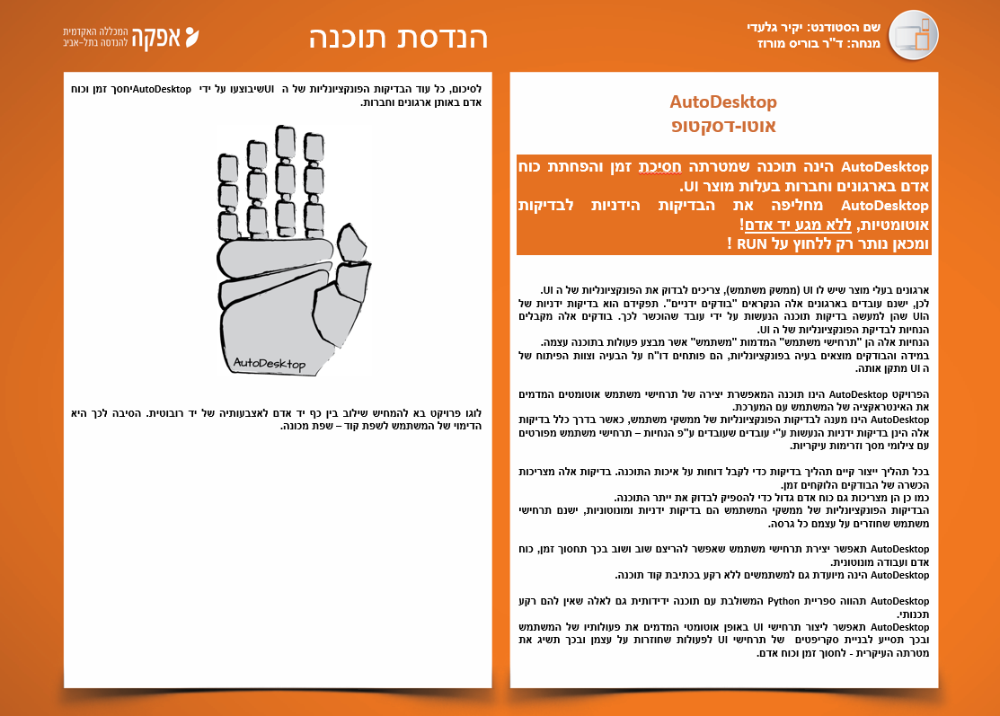 שם הסטודנט: יקיר גלעדי
מנחה: ד"ר בוריס מורוז
הנדסת תוכנה
אפקה
המכללה האקדמית
להנדסה בתל-אביב
AutoDesktop
אוטו-דסקטופ
AutoDesktop הינה תוכנה שמטרתה חסיכת זמן והפחתת כוח
אדם בארגונים וחברות בעלות מוצר UI.
AutoDesktop מחליפה את הבדיקות הידניות לבדיקות
אוטומטיות, ללא מגע יד אדם!
ומכאן נותר רק ללחוץ על RUN !
ארגונים בעלי מוצר שיש לו UI (ממשק משתמש), צריכים לבדוק את הפונקציונליות של ה UI.
לכן, ישנם עובדים בארגונים אלה הנקראים "בודקים ידניים". תפקידם הוא בדיקות ידניות של
הUI שהן למעשה בדיקות תוכנה הנעשות על ידי עובד שהוכשר לכך. בודקים אלה מקבלים
הנחיות לבדיקת הפונקציונליות של ה UI.
הנחיות אלה הן "תרחישי משתמש" המדמות "משתמש" אשר מבצע פעולות בתוכנה עצמה.
במידה והבודקים מוצאים בעיה בפונקציונליות, הם פותחים דו"ח על הבעיה וצוות הפיתוח של
ה UI מתקן אותה.
הפרויקט AutoDesktop הינו תוכנה המאפשרת יצירה של תרחישי משתמש אוטומטים המדמים
את האינטראקציה של המשתמש עם המערכת.
AutoDesktop הינו מענה לבדיקות הפונקציונליות של ממשקי משתמש, כאשר בדרך כלל בדיקות
אלה הינן בדיקות ידניות הנעשות ע"י עובדים שעובדים ע"פ הנחיות – תרחישי משתמש מפורטים
עם צילומי מסך וזרימות עיקריות.
בכל תהליך ייצור קיים תהליך בדיקות כדי לקבל דוחות על איכות התוכנה. בדיקות אלה מצריכות
הכשרה של הבודקים הלוקחים זמן.
כמו כן הן מצריכות גם כוח אדם גדול כדי להספיק לבדוק את ייתר התוכנה.
הבדיקות הפונקציונליות של ממשקי המשתמש הם בדיקות ידניות ומונוטוניות, ישנם תרחישי
משתמש שחוזרים על עצמם כל גרסה.
AutoDesktop תאפשר יצירת תרחישי משתמש שאפשר להריצם שוב ושוב בכך תחסוך זמן, כוח
אדם ועבודה מונוטונית.
AutoDesktop הינה מיועדת גם למשתמשים ללא רקע בכתיבת קוד תוכנה.
AutoDesktop תהווה ספריית Python המשולבת עם תוכנה ידידותית גם לאלה שאין להם רקע
תכנותי.
AutoDesktop תאפשר ליצור תרחישי UI באופן אוטומטי המדמים את פעולותיו של המשתמש
ובכך תסייע לבניית סקריפטים של תרחישי UI לפעולות שחוזרות על עצמן ובכך תשיג את
מטרתה העיקרית - לחסוך זמן וכוח אדם.
לסיכום, כל עוד הבדיקות הפונקציונליות של ה UIשיבוצעו על ידי AutoDesktopיחסך זמן וכוח
אדם באותן ארגונים וחברות.
AutoDesktop
לוגו פרויקט בא להמחיש שילוב בין כף יד אדם לאצבעותיה של יד רובוטית. הסיבה לכך היא
הדימוי של המשתמש לשפת קוד – שפת מכונה.